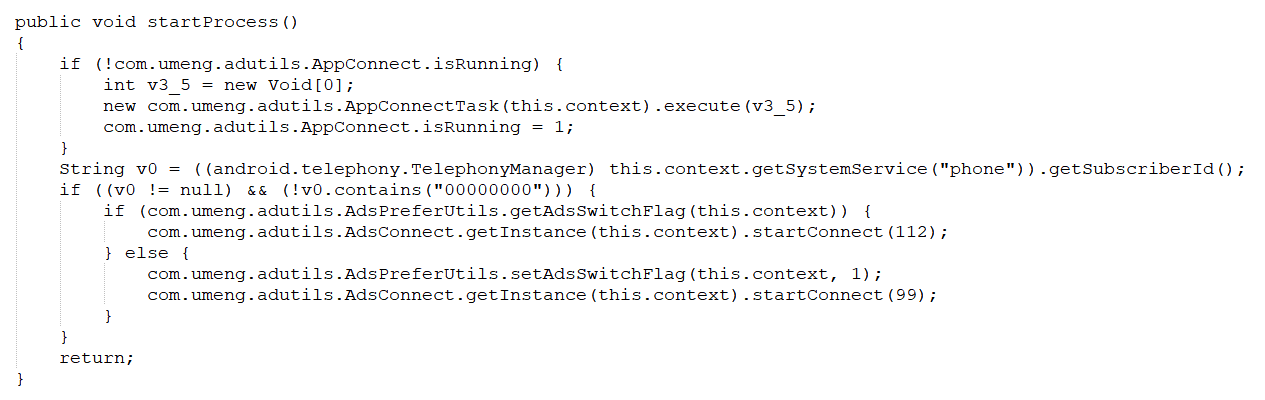 public void startProcess()
{
    if (!com.umeng.adutils.AppConnect.isRunning) {
        int v3_5 = new Void[0];
        new com.umeng.adutils.AppConnectTask(this.context).execute(v3_5);
        com.umeng.adutils.AppConnect.isRunning = 1;
    }
    String v0 = ((android.telephony.TelephonyManager) this.context.getSystemService("phone")).getSubscriberId();
    if ((v0 != null) && (!v0.contains("00000000"))) {
        if (com.umeng.adutils.AdsPreferUtils.getAdsSwitchFlag(this.context)) {
            com.umeng.adutils.AdsConnect.getInstance(this.context).startConnect(112);
        } else {
            com.umeng.adutils.AdsPreferUtils.setAdsSwitchFlag(this.context, 1);
            com.umeng.adutils.AdsConnect.getInstance(this.context).startConnect(99);
        }
    }
    return;
}